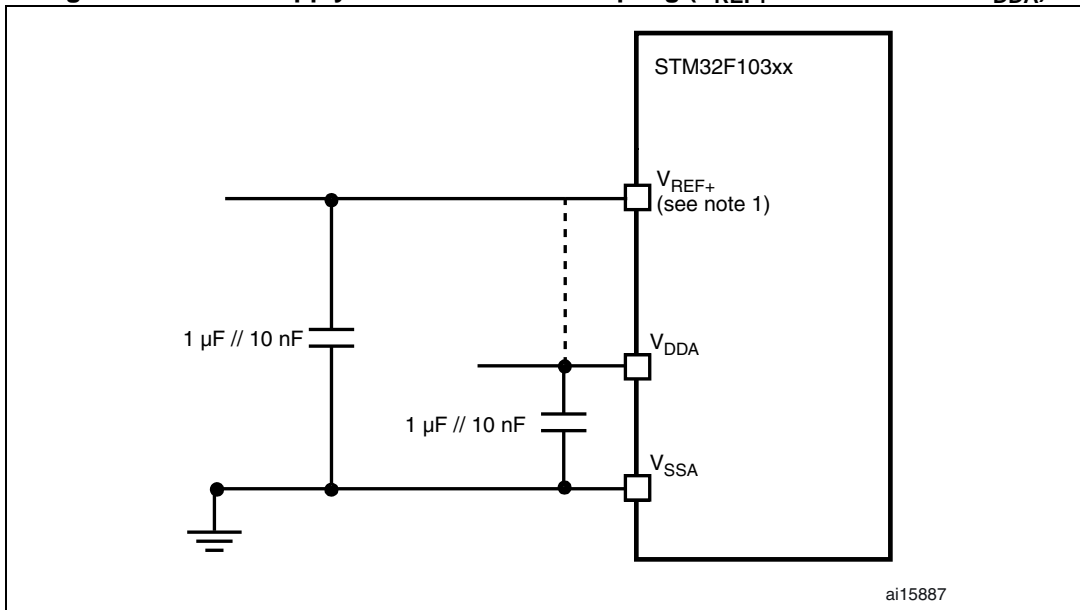 STM32F103xx
VREF+
(see note 1)
1 µF // 10 nF
VDDA
1 µF // 10 nF
VSSA
ai15887